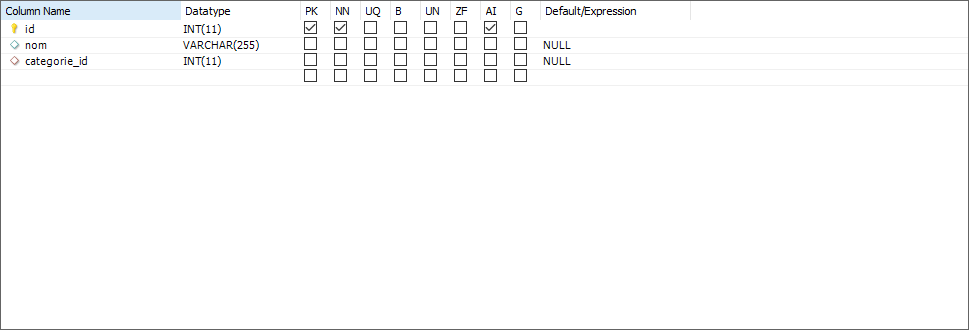 Column Name Datatype PK NN UQ B UN ZF AI G Default/Expression
id INT(11)
nom VARCHAR(255) NULL
categorie_id INT(11) NULL